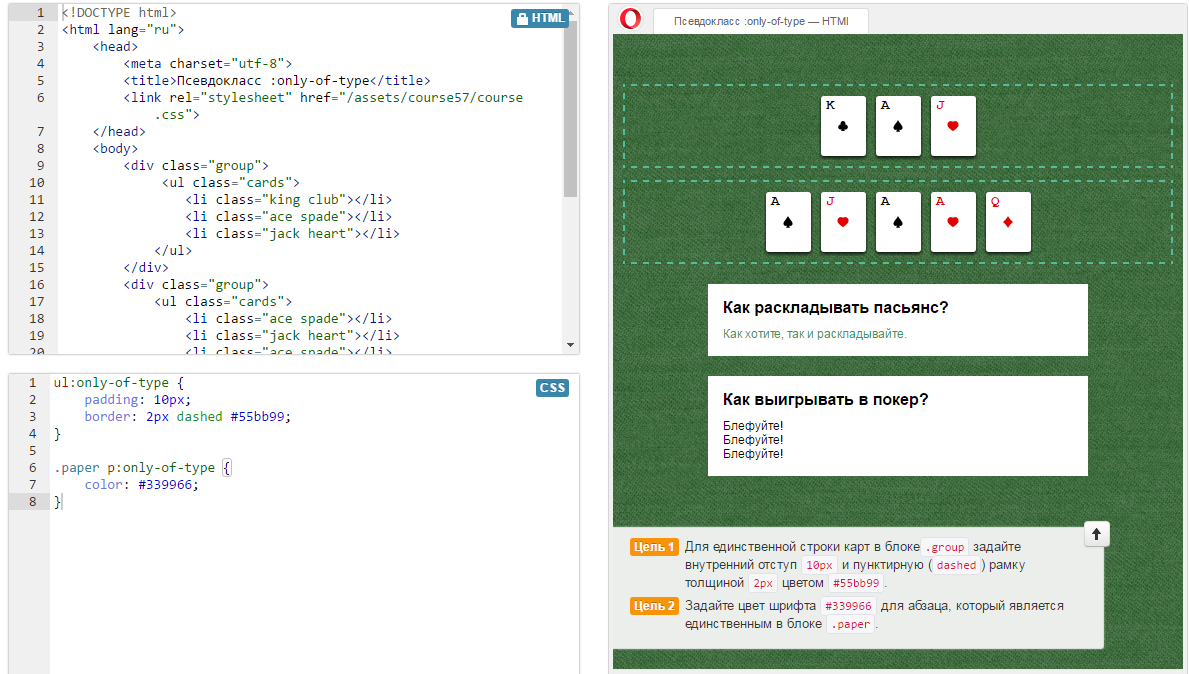 1 <!DOCTYPE html>
HTML
2 <html lang="ru">
3 <head>
4 <meta charset="utf-8">
5 <title>Псевдокласс :only-of-type</title>
6 <link rel="stylesheet" href="/assets/course57/course
.css">
7 </head>
8 <body>
9 <div class="group">
10 <ul class="cards">
11 <li class="king club"></li>
12 <li class="ace spade"></li>
13 <li class="jack heart"></li>
14 </ul>
15 </div>
16 <div class="group">
17 <ul class="cards">
18 <li class="ace spade"></li>
19 <li class="jack heart"></li>
20 <li class="ace spade"></li>
1 ul:only-of-type {
CSS
2 padding: 10px;
3 border: 2px dashed #55bb99;
4 }
5
6 .paper p:only-of-type {
7 color: #339966;
8 }
Псевдокласс :only-of-type — HTMl
K A J
A J A A Q
Как раскладывать пасьянс?
Как хотите, так и раскладывайте.
Как выигрывать в покер?
Блефуйте!
Блефуйте!
Блефуйте!
Цель 1 Для единственной строки карт в блоке .group задайте
внутренний отступ 10px и пунктирную ( dashed ) рамку
толщиной 2px цветом #55bb99 .
Цель 2 Задайте цвет шрифта #339966 для абзаца, который является
единственным в блоке .paper .